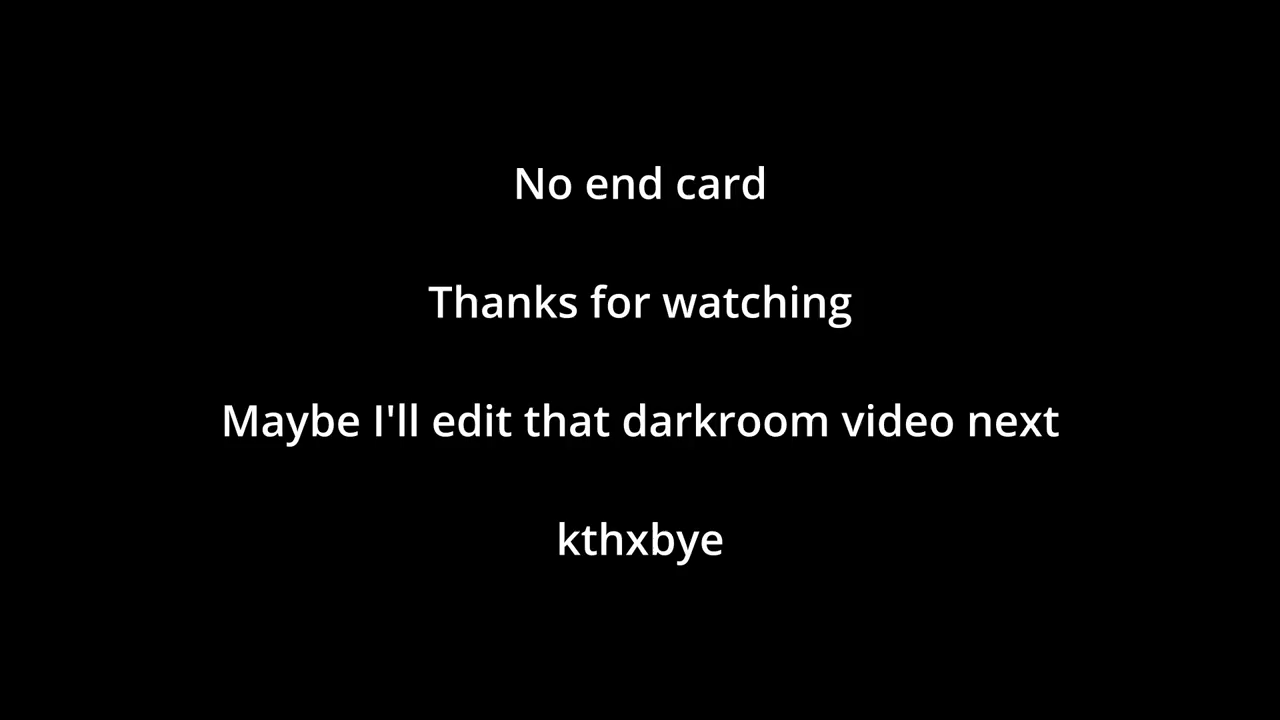 No end card
Thanks for watching
Maybe I'll edit that darkroom video next
kthxbye